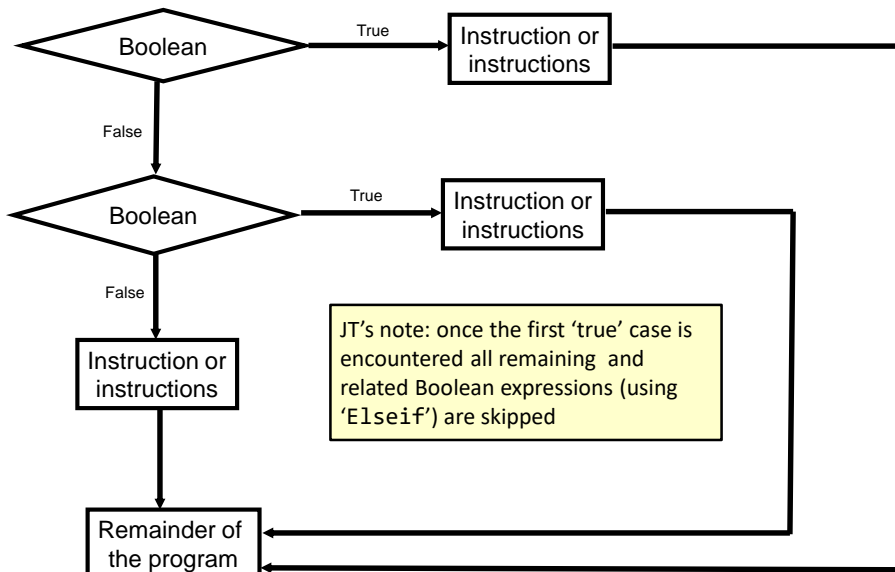 Boolean
True
Instruction or
instructions
False
Boolean
True
Instruction or
instructions
False
JT’s note: once the first ‘true’ case is
encountered all remaining and
related Boolean expressions (using
‘Elseif’) are skipped
Instruction or
instructions
Remainder of
the program